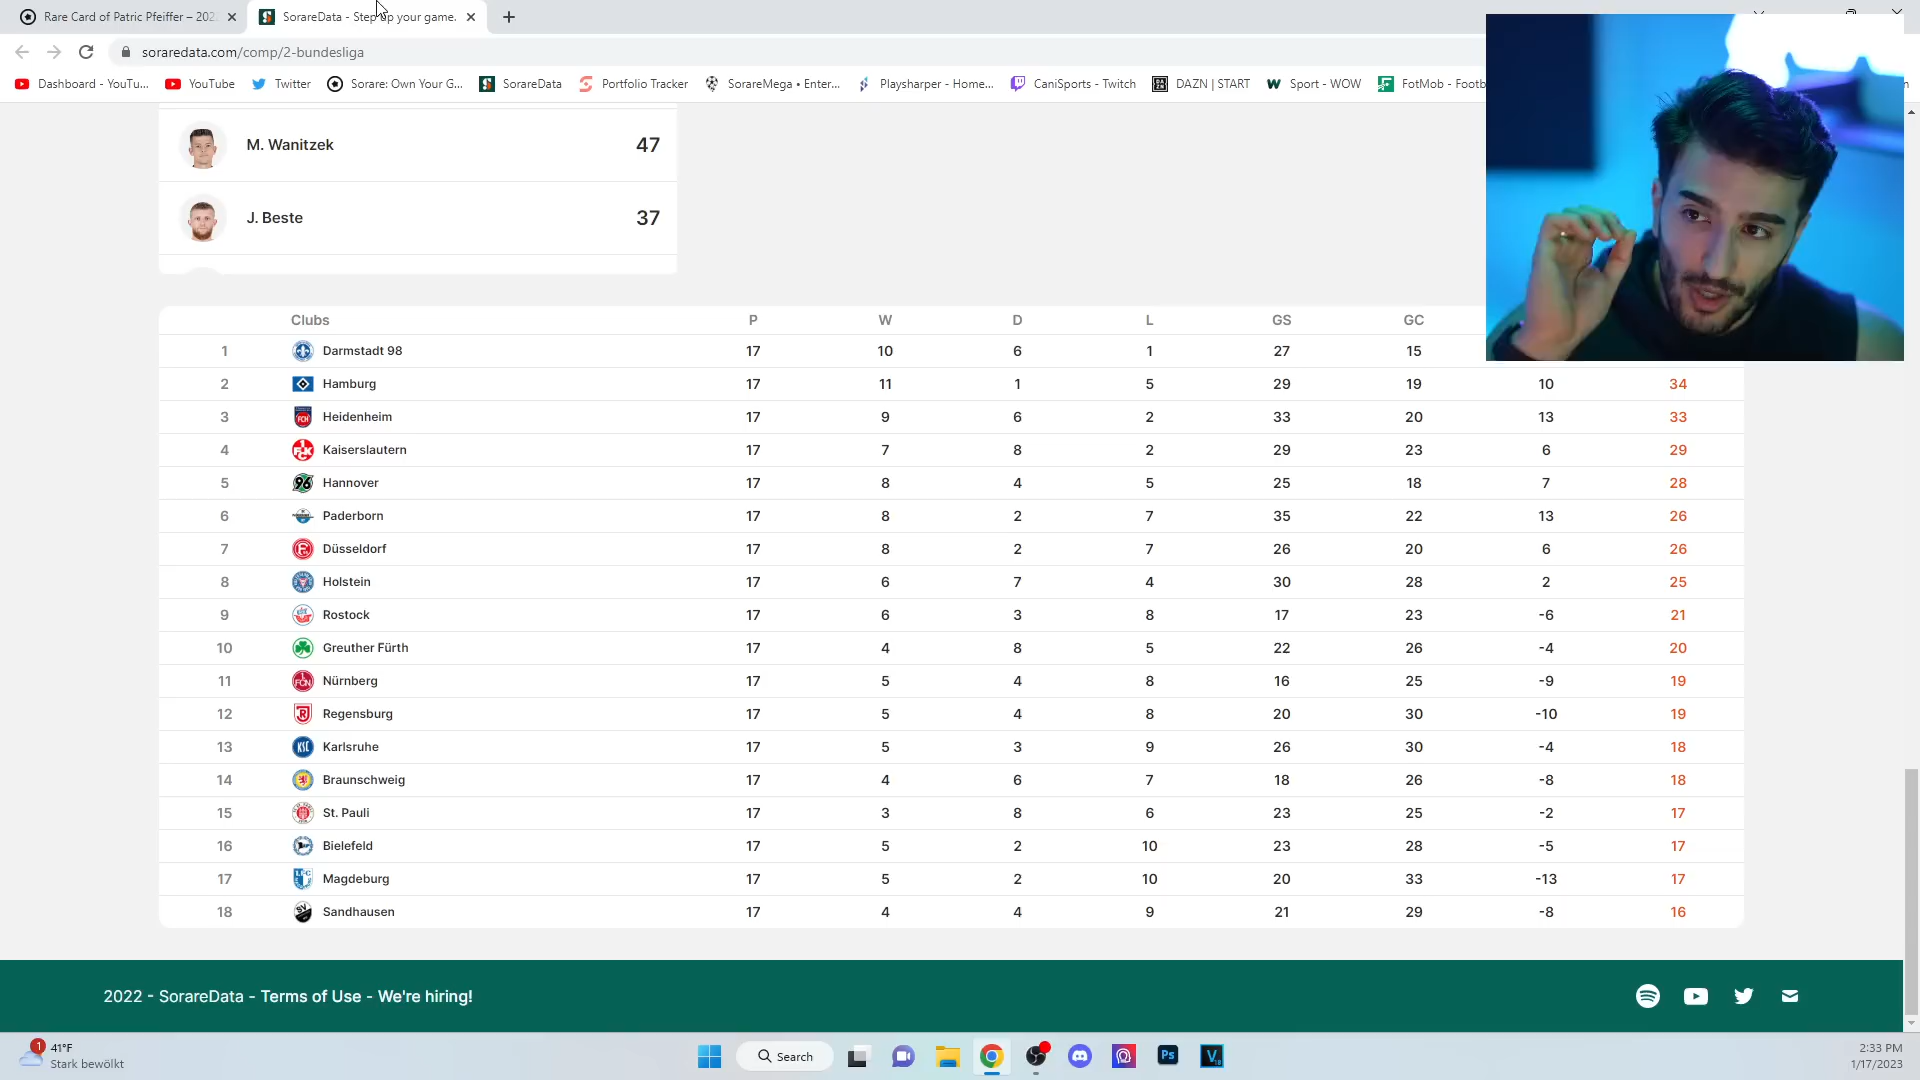 Rare Card of Patric Pfeiffer – 202
SorareData - Step up your game.
soraredata.com/comp/2-bundesliga
Dashboard - YouTu...
YouTube
Twitter
Sorare: Own Your G...
SorareData
Portfolio Tracker
SorareMega • Enter...
Playsharper - Home...
CaniSports - Twitch
DAZN | START
Sport - WOW
FotMob - Footb
M. Wanitzek 47
J. Beste 37
Clubs P W D L GS GC
1 Darmstadt 98 17 10 6 1 27 15
2 Hamburg 17 11 1 5 29 19 10 34
3 Heidenheim 17 9 6 2 33 20 13 33
4 Kaiserslautern 17 7 8 2 29 23 6 29
5 Hannover 17 8 4 5 25 18 7 28
6 Paderborn 17 8 2 7 35 22 13 26
7 Düsseldorf 17 8 2 7 26 20 6 26
8 Holstein 17 6 7 4 30 28 2 25
9 Rostock 17 6 3 8 17 23 -6 21
10 Greuther Fürth 17 4 8 5 22 26 -4 20
11 Nürnberg 17 5 4 8 16 25 -9 19
12 Regensburg 17 5 4 8 20 30 -10 19
13 Karlsruhe 17 5 3 9 26 30 -4 18
14 Braunschweig 17 4 6 7 18 26 -8 18
15 St. Pauli 17 3 8 6 23 25 -2 17
16 Bielefeld 17 5 2 10 23 28 -5 17
17 Magdeburg 17 5 2 10 20 33 -13 17
18 Sandhausen 17 4 4 9 21 29 -8 16
2022 - SorareData - Terms of Use - We're hiring!
1
41°F
Stark bewölkt
Search
Ps
2:33 PM
1/17/2023